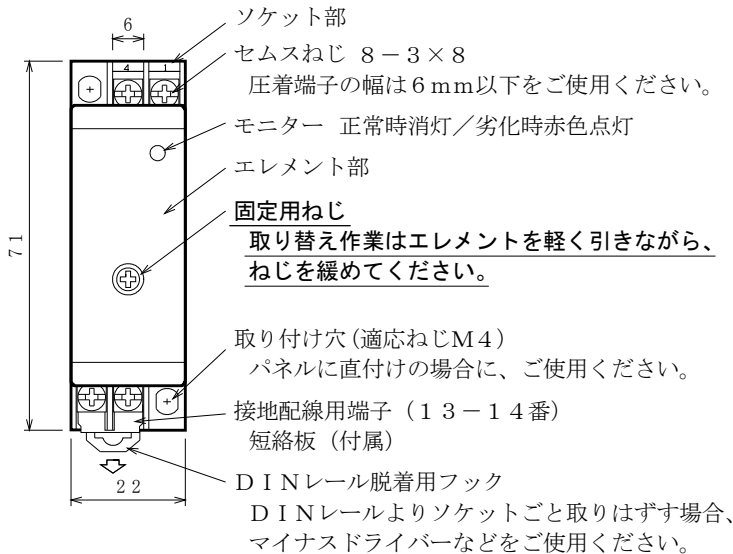 6
ソケット部
セムスねじ ８－３×８
圧着端子の幅は６ｍｍ以下をご使用ください。
4 1
モニター 正常時消灯／劣化時赤色点灯
エレメント部
固定用ねじ
取り替え作業はエレメントを軽く引きながら、
ねじを緩めてください。
71
取り付け穴(適応ねじＭ４)
パネルに直付けの場合に、ご使用ください。
接地配線用端子（１３－１４番）
短絡板（付属）
22
ＤＩＮレール脱着用フック
ＤＩＮレールよりソケットごと取りはずす場合、
マイナスドライバーなどをご使用ください。